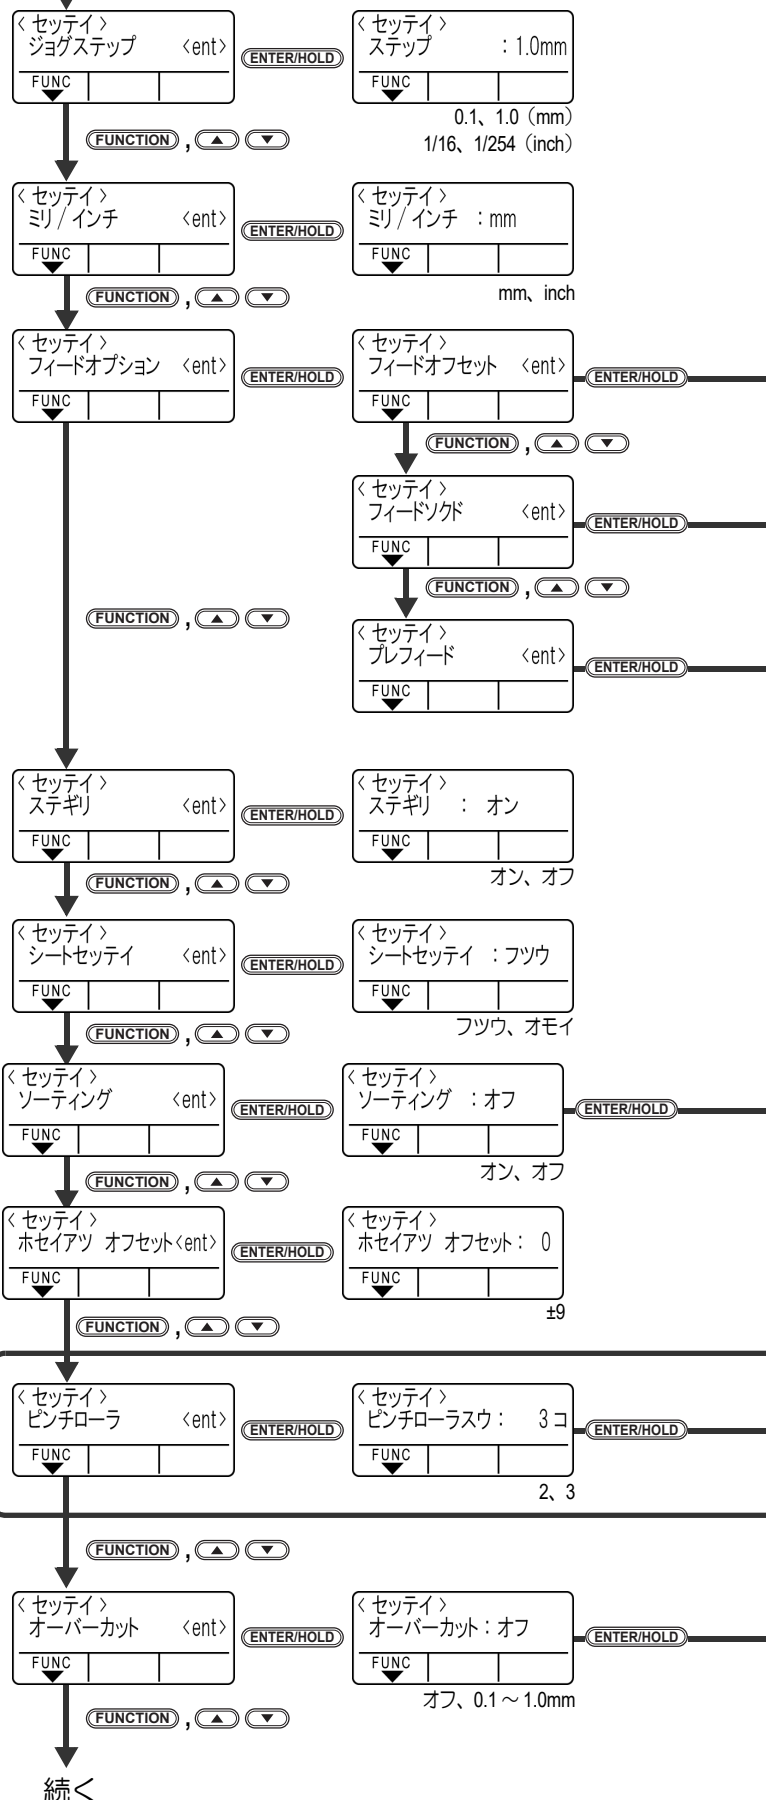 〈 セッテイ 〉
ジョグステップ 〈ent〉
FUNC
ENTER/HOLD
〈 セッテイ 〉
ステップ : 1.0mm
FUNC
0.1、1.0（mm）
1/16、1/254（inch）
FUNCTION , ▲ ▼
〈 セッテイ 〉
ミリ / インチ 〈ent〉
FUNC
ENTER/HOLD
〈 セッテイ 〉
ミリ / インチ : mm
FUNC
mm、inch
FUNCTION , ▲ ▼
〈 セッテイ 〉
フィードオプション 〈ent〉
FUNC
ENTER/HOLD
〈 セッテイ 〉
フィードオフセット 〈ent〉
FUNC
ENTER/HOLD
FUNCTION , ▲ ▼
〈 セッテイ 〉
フィードソクド 〈ent〉
FUNC
ENTER/HOLD
FUNCTION , ▲ ▼
FUNCTION , ▲ ▼
〈 セッテイ 〉
プレフィード 〈ent〉
FUNC
ENTER/HOLD
〈 セッテイ 〉
ステギリ 〈ent〉
FUNC
ENTER/HOLD
〈 セッテイ 〉
ステギリ : オン
FUNC
オン、オフ
FUNCTION , ▲ ▼
〈 セッテイ 〉
シートセッテイ 〈ent〉
FUNC
ENTER/HOLD
〈 セッテイ 〉
シートセッテイ : フツウ
FUNC
フツウ、オモイ
FUNCTION , ▲ ▼
〈 セッテイ 〉
ソーティング 〈ent〉
FUNC
ENTER/HOLD
〈 セッテイ 〉
ソーティング : オフ
FUNC
ENTER/HOLD
オン、オフ
FUNCTION , ▲ ▼
〈 セッテイ 〉
ホセイアツ オフセット〈ent〉
FUNC
ENTER/HOLD
〈 セッテイ 〉
ホセイアツ オフセット : 0
FUNC
±9
FUNCTION , ▲ ▼
〈 セッテイ 〉
ピンチローラ 〈ent〉
FUNC
ENTER/HOLD
〈 セッテイ 〉
ピンチローラスウ : 3コ
FUNC
ENTER/HOLD
2、3
FUNCTION , ▲ ▼
〈 セッテイ 〉
オーバーカット 〈ent〉
FUNC
ENTER/HOLD
〈 セッテイ 〉
オーバーカット : オフ
FUNC
ENTER/HOLD
オフ、0.1～1.0mm
FUNCTION , ▲ ▼
続く